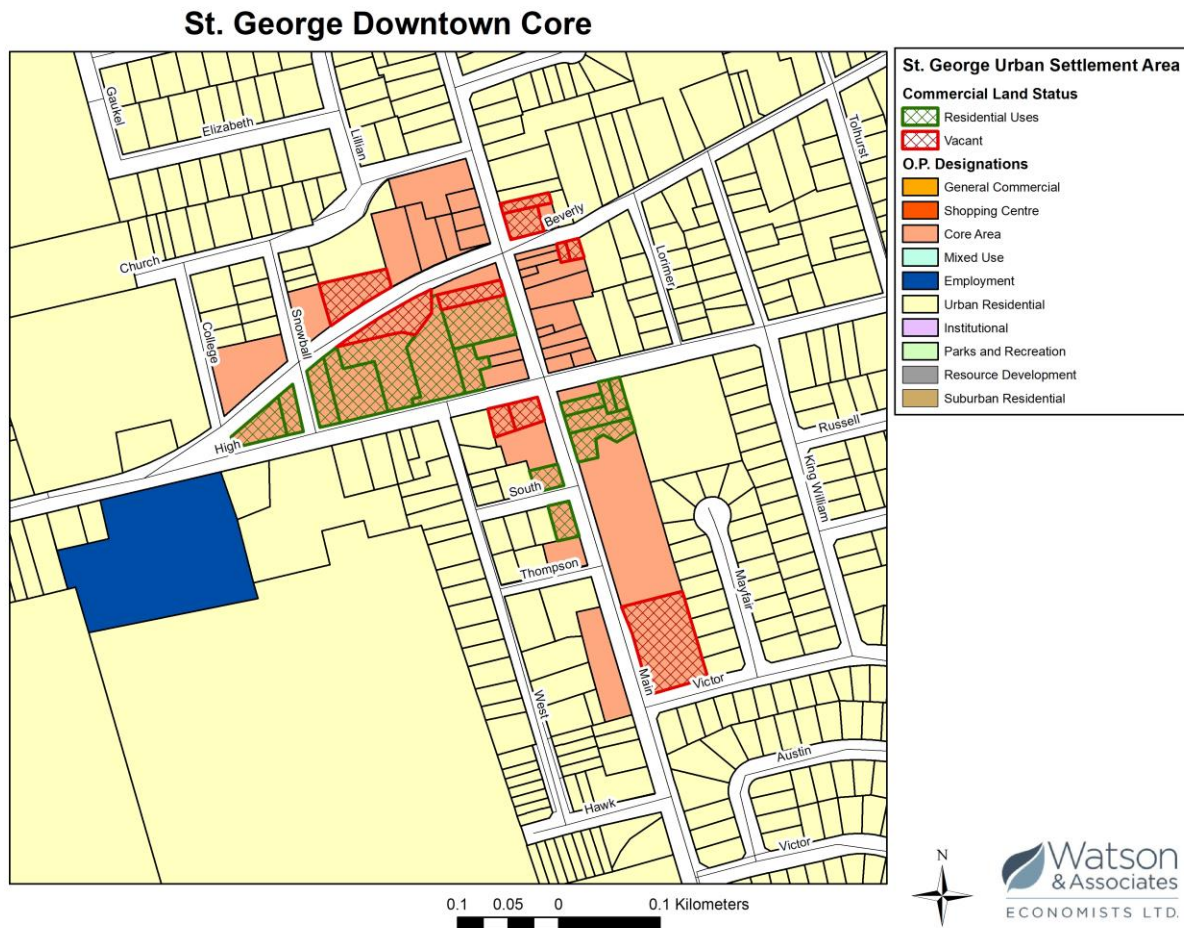 St. George Downtown Core
St. George Urban Settlement Area
Commercial Land Status
Residential Uses
Vacant
O.P. Designations
General Commercial
Shopping Centre
Core Area
Mixed Use
Employment
Urban Residential
Institutional
Parks and Recreation
Resource Development
Suburban Residential
Gaukel
Elizabeth
Lillian
Tolhurst
Beverly
Church
Lorimer
College
Snowball
High
Russell
King William
South
Thompson
Mayfair
Main
Victor
West
Austin
Hawk
Victor
0.1 0.05 0 0.1 Kilometers
N
Watson
& Associates
ECONOMISTS LTD.